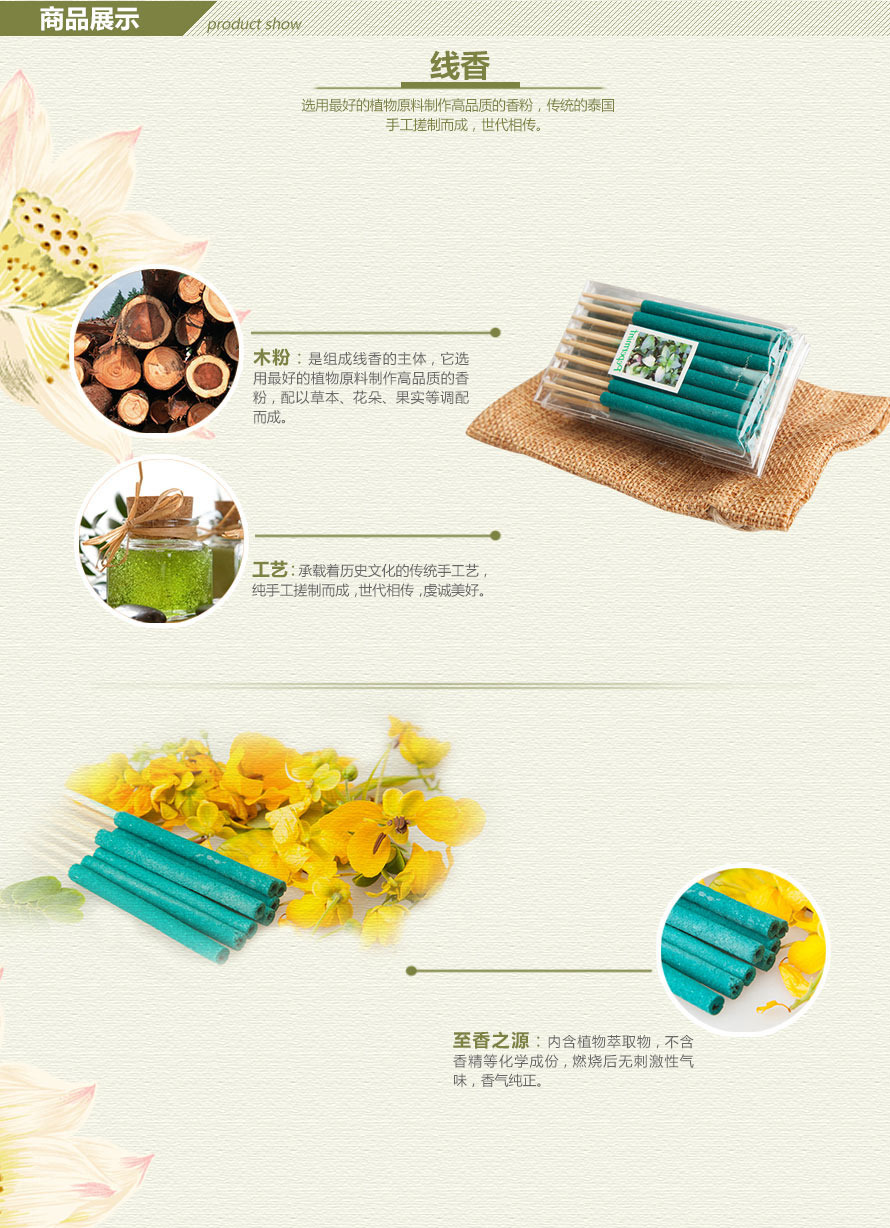 商品展示
product show
线香
选用最好的植物原料制作高品质的香粉，传统的泰国
手工搓制而成，世代相传。
木粉：是组成线香的主体，它选
用最好的植物原料制作高品质的香
粉，配以草本、花朵、果实等调配
而成。
工艺：承载着历史文化的传统手工艺，
纯手工搓制而成，世代相传，虔诚美好。
至香之源：内含植物萃取物，不含
香精等化学成份，燃烧后无刺激性气
味，香气纯正。